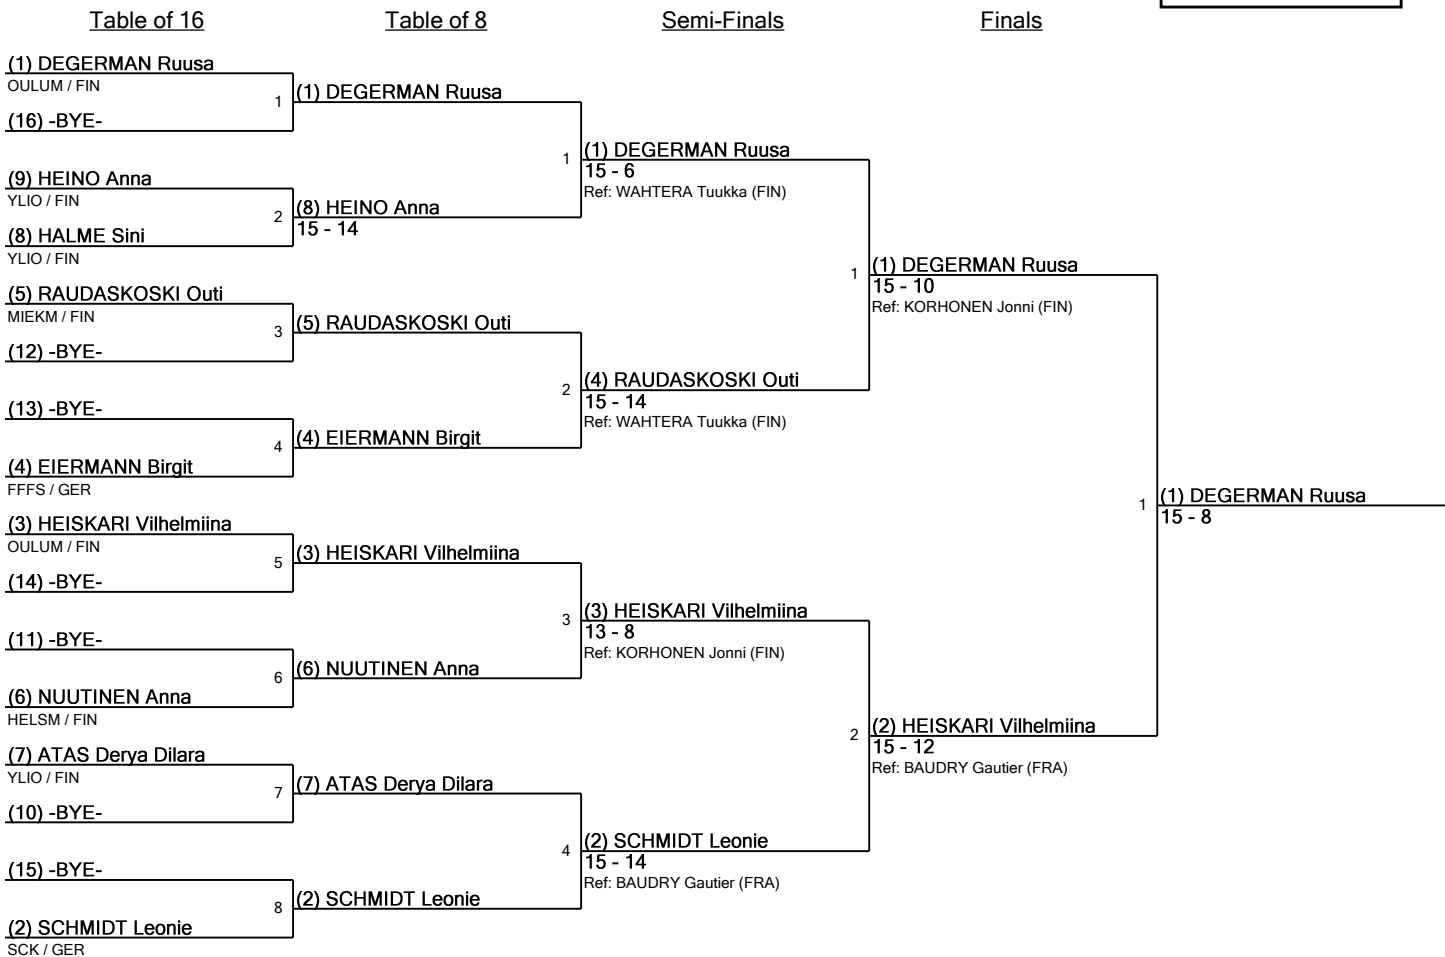 Table of 16
Table of 8
Semi-Finals
Finals
(1) DEGERMAN Ruusa
OULUM / FIN
1
(16) -BYE-
(9) HEINO Anna
YLIO / FIN
2
(8) HALME Sini
YLIO / FIN
(5) RAUDASKOSKI Outi
MIEKM / FIN
3
(12) -BYE-
(13) -BYE-
4
(4) EIERMANN Birgit
FFFS / GER
(3) HEISKARI Vilhelmiina
OULUM / FIN
5
(14) -BYE-
(11) -BYE-
6
(6) NUUTINEN Anna
HELSM / FIN
(7) ATAS Derya Dilara
YLIO / FIN
7
(10) -BYE-
(15) -BYE-
8
(2) SCHMIDT Leonie
SCK / GER
(1) DEGERMAN Ruusa
1
(8) HEINO Anna
15 - 14
(5) RAUDASKOSKI Outi
2
(4) EIERMANN Birgit
(3) HEISKARI Vilhelmiina
3
(6) NUUTINEN Anna
(7) ATAS Derya Dilara
4
(2) SCHMIDT Leonie
(1) DEGERMAN Ruusa
15 - 6
Ref: WAHTERA Tuukka (FIN)
1
(4) RAUDASKOSKI Outi
15 - 14
Ref: WAHTERA Tuukka (FIN)
(3) HEISKARI Vilhelmiina
13 - 8
Ref: KORHONEN Jonni (FIN)
2
(2) SCHMIDT Leonie
15 - 14
Ref: BAUDRY Gautier (FRA)
(1) DEGERMAN Ruusa
15 - 10
Ref: KORHONEN Jonni (FIN)
1
(2) HEISKARI Vilhelmiina
15 - 12
Ref: BAUDRY Gautier (FRA)
(1) DEGERMAN Ruusa
15 - 8